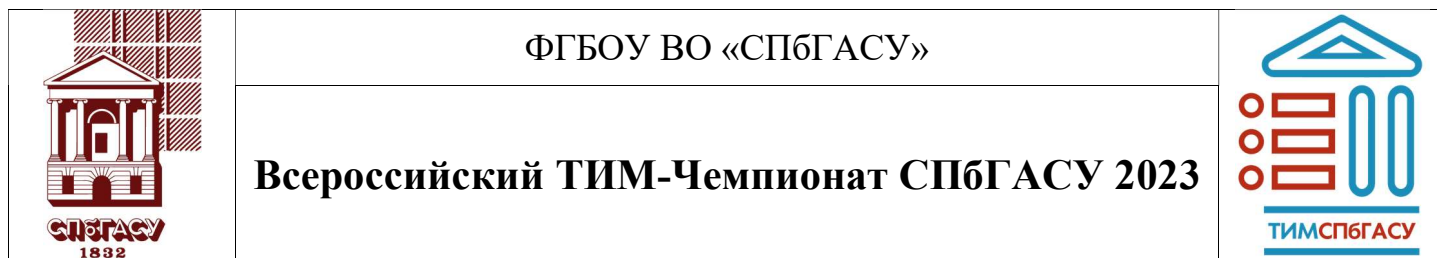 ФГБОУ ВО «СПбГАСУ»
Всероссийский ТИМ-Чемпионат СПбГАСУ 2023
СПбГАСУ
1832
ТИМСПбГАСУ